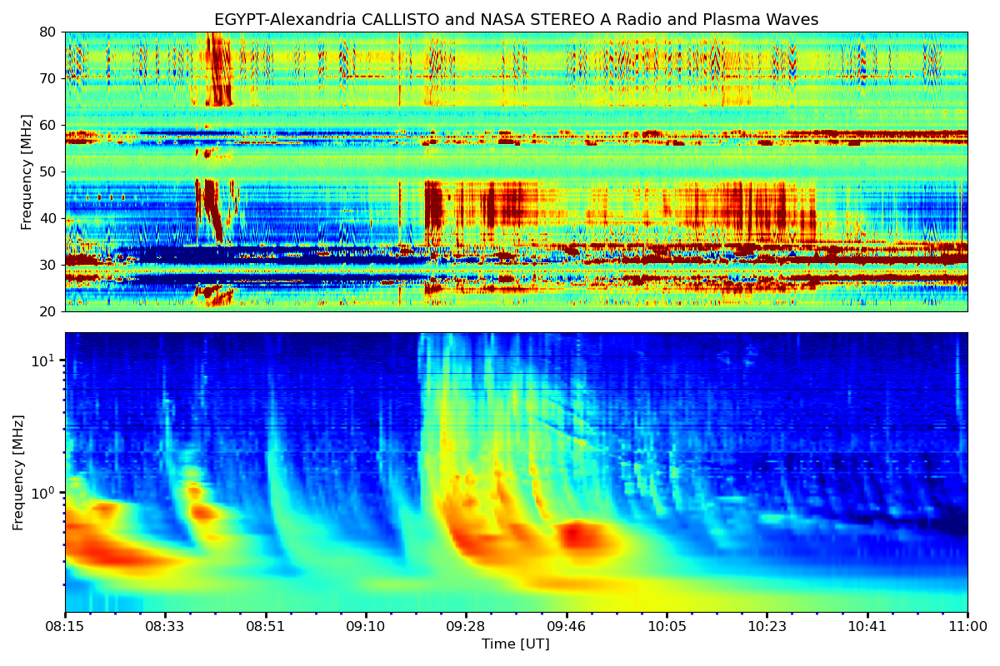 EGYPT-Alexandria CALLISTO and NASA STEREO A Radio and Plasma Waves
80
70
60
50
40
30
20
Frequency [MHz]
10¹
10⁰
Frequency [MHz]
08:15 08:33 08:51 09:10 09:28 09:46 10:05 10:23 10:41 11:00
Time [UT]